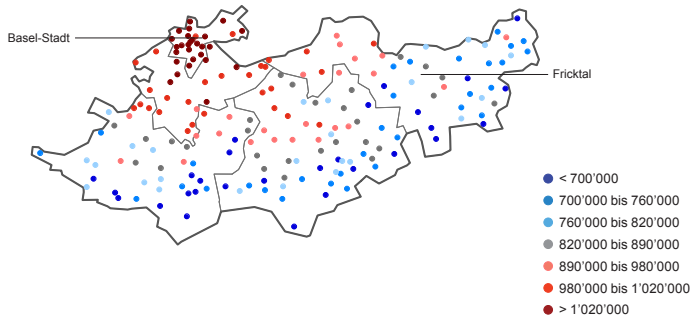 Basel-Stadt
Fricktal
< 700’000
700’000 bis 760’000
760’000 bis 820’000
820’000 bis 890’000
890’000 bis 980’000
980’000 bis 1’020’000
> 1’020’000